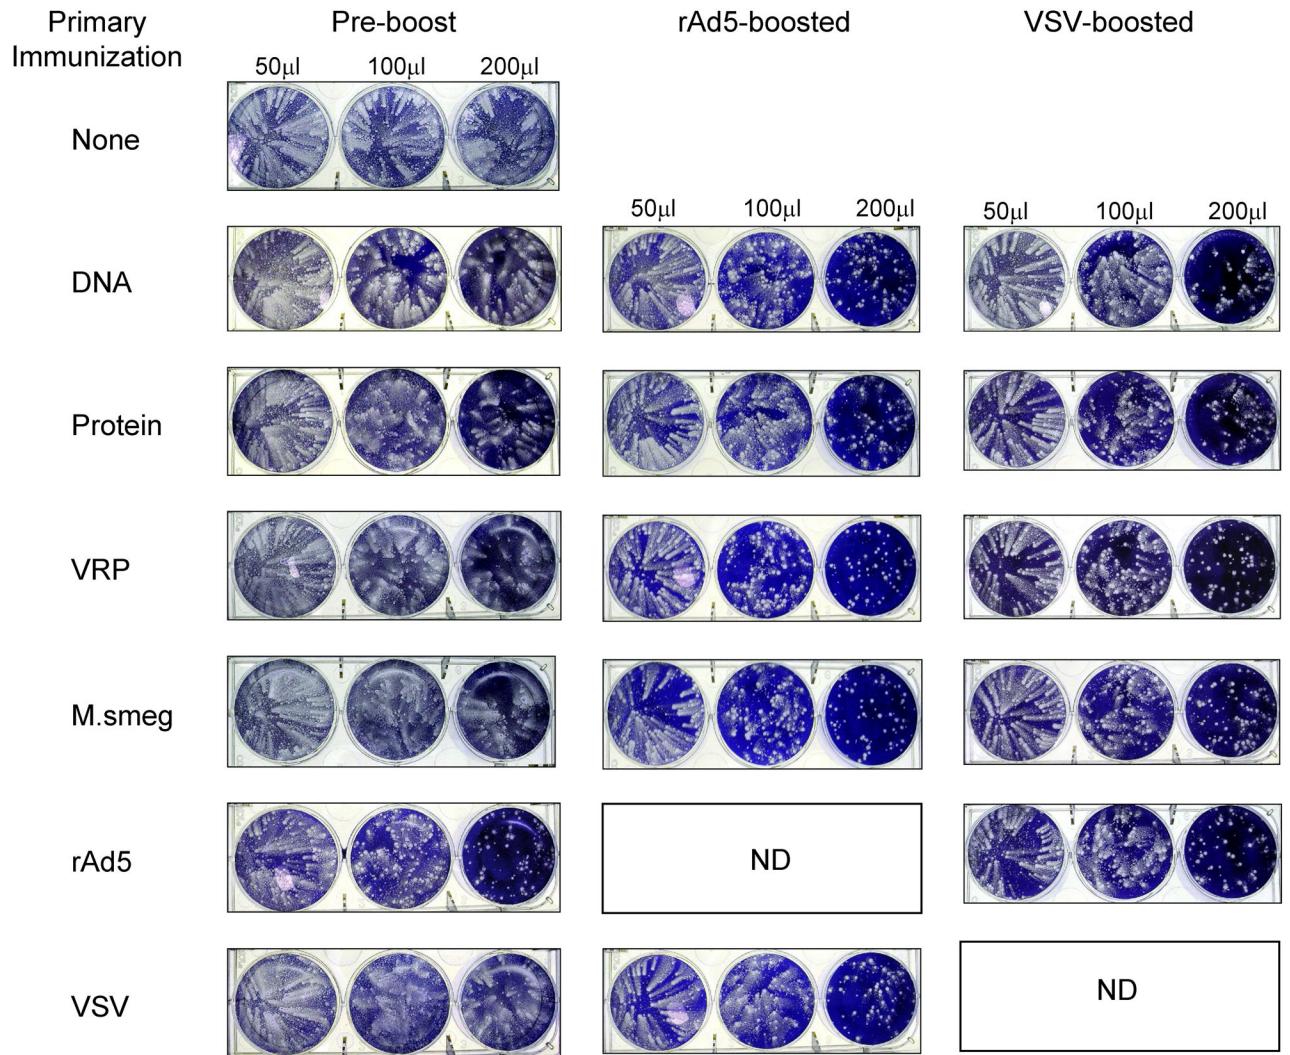 Primary
Immunization
Pre-boost
rAd5-boosted
VSV-boosted
50μl 100μl 200μl
None
50μl 100μl 200μl
50μl 100μl 200μl
DNA
Protein
VRP
M.smeg
rAd5
ND
VSV
ND